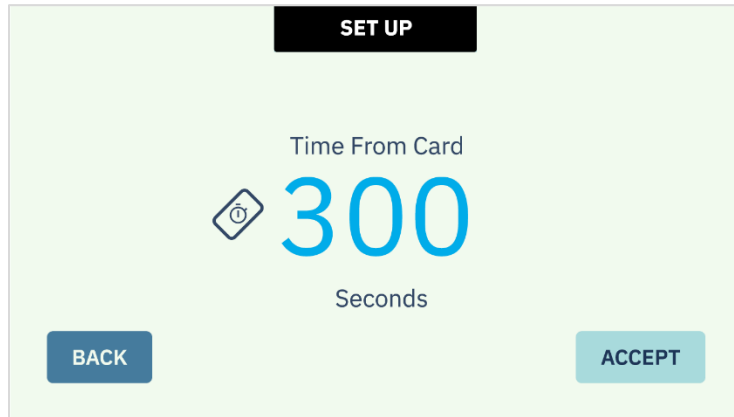 SET UP
Time From Card
300
Seconds
BACK
ACCEPT